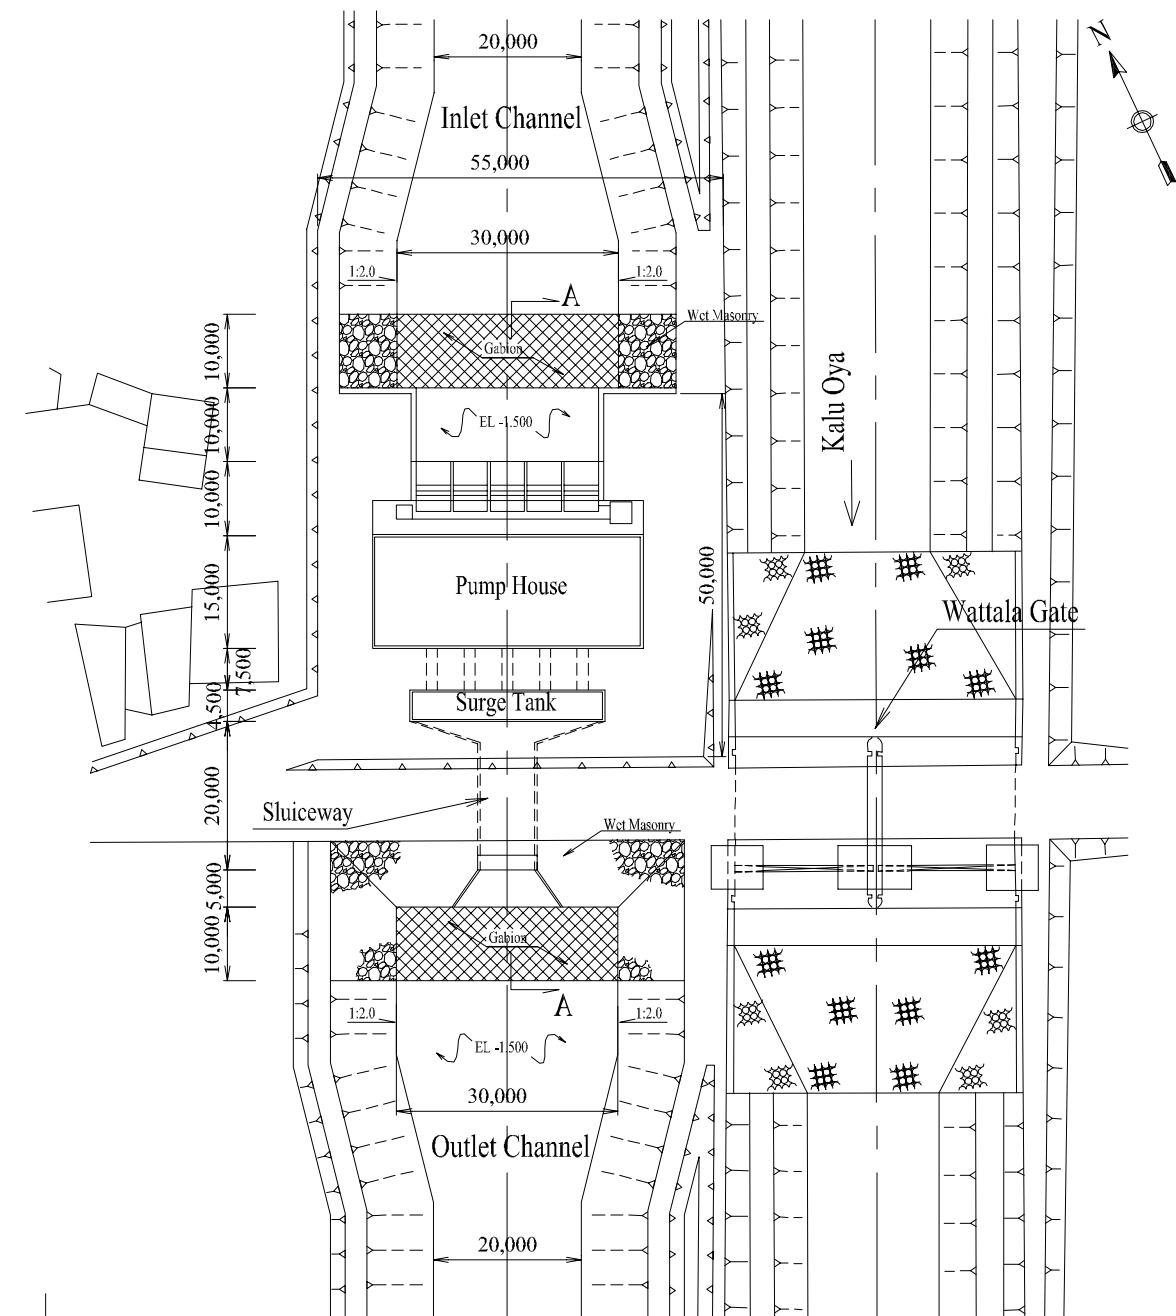 20,000
N
Inlet Channel
55,000
30,000
1:2.0
1:2.0
A
Wet Masonry
Gabion
10,000
Kalu Oya
10,000
EL -1.500
10,000
50,000
15,000
Pump House
Wattala Gate
7,500
4,500
Surge Tank
20,000
Sluiceway
Wet Masonry
5,000
10,000
Gabion
A
1:2.0
1:2.0
EL -1.500
30,000
Outlet Channel
20,000